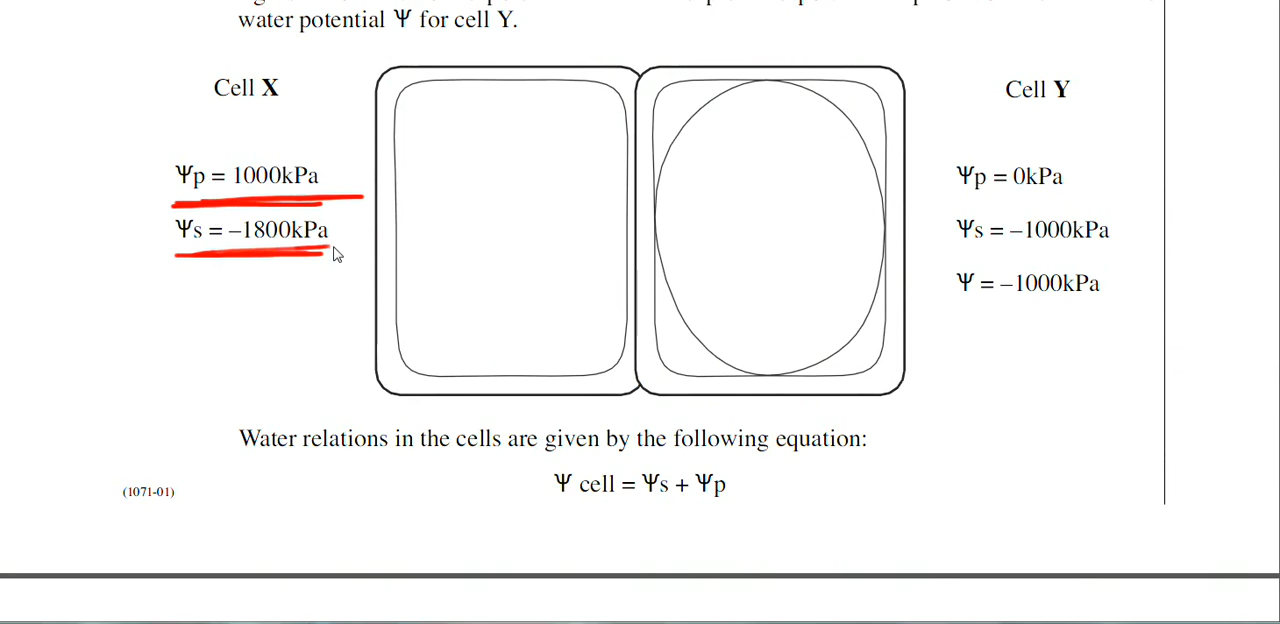 water potential Ψ for cell Y.
Cell X
Cell Y
Ψp = 1000kPa
Ψp = 0kPa
Ψs = –1800kPa
Ψs = –1000kPa
Ψ = –1000kPa
Water relations in the cells are given by the following equation:
Ψ cell = Ψs + Ψp
(1071-01)